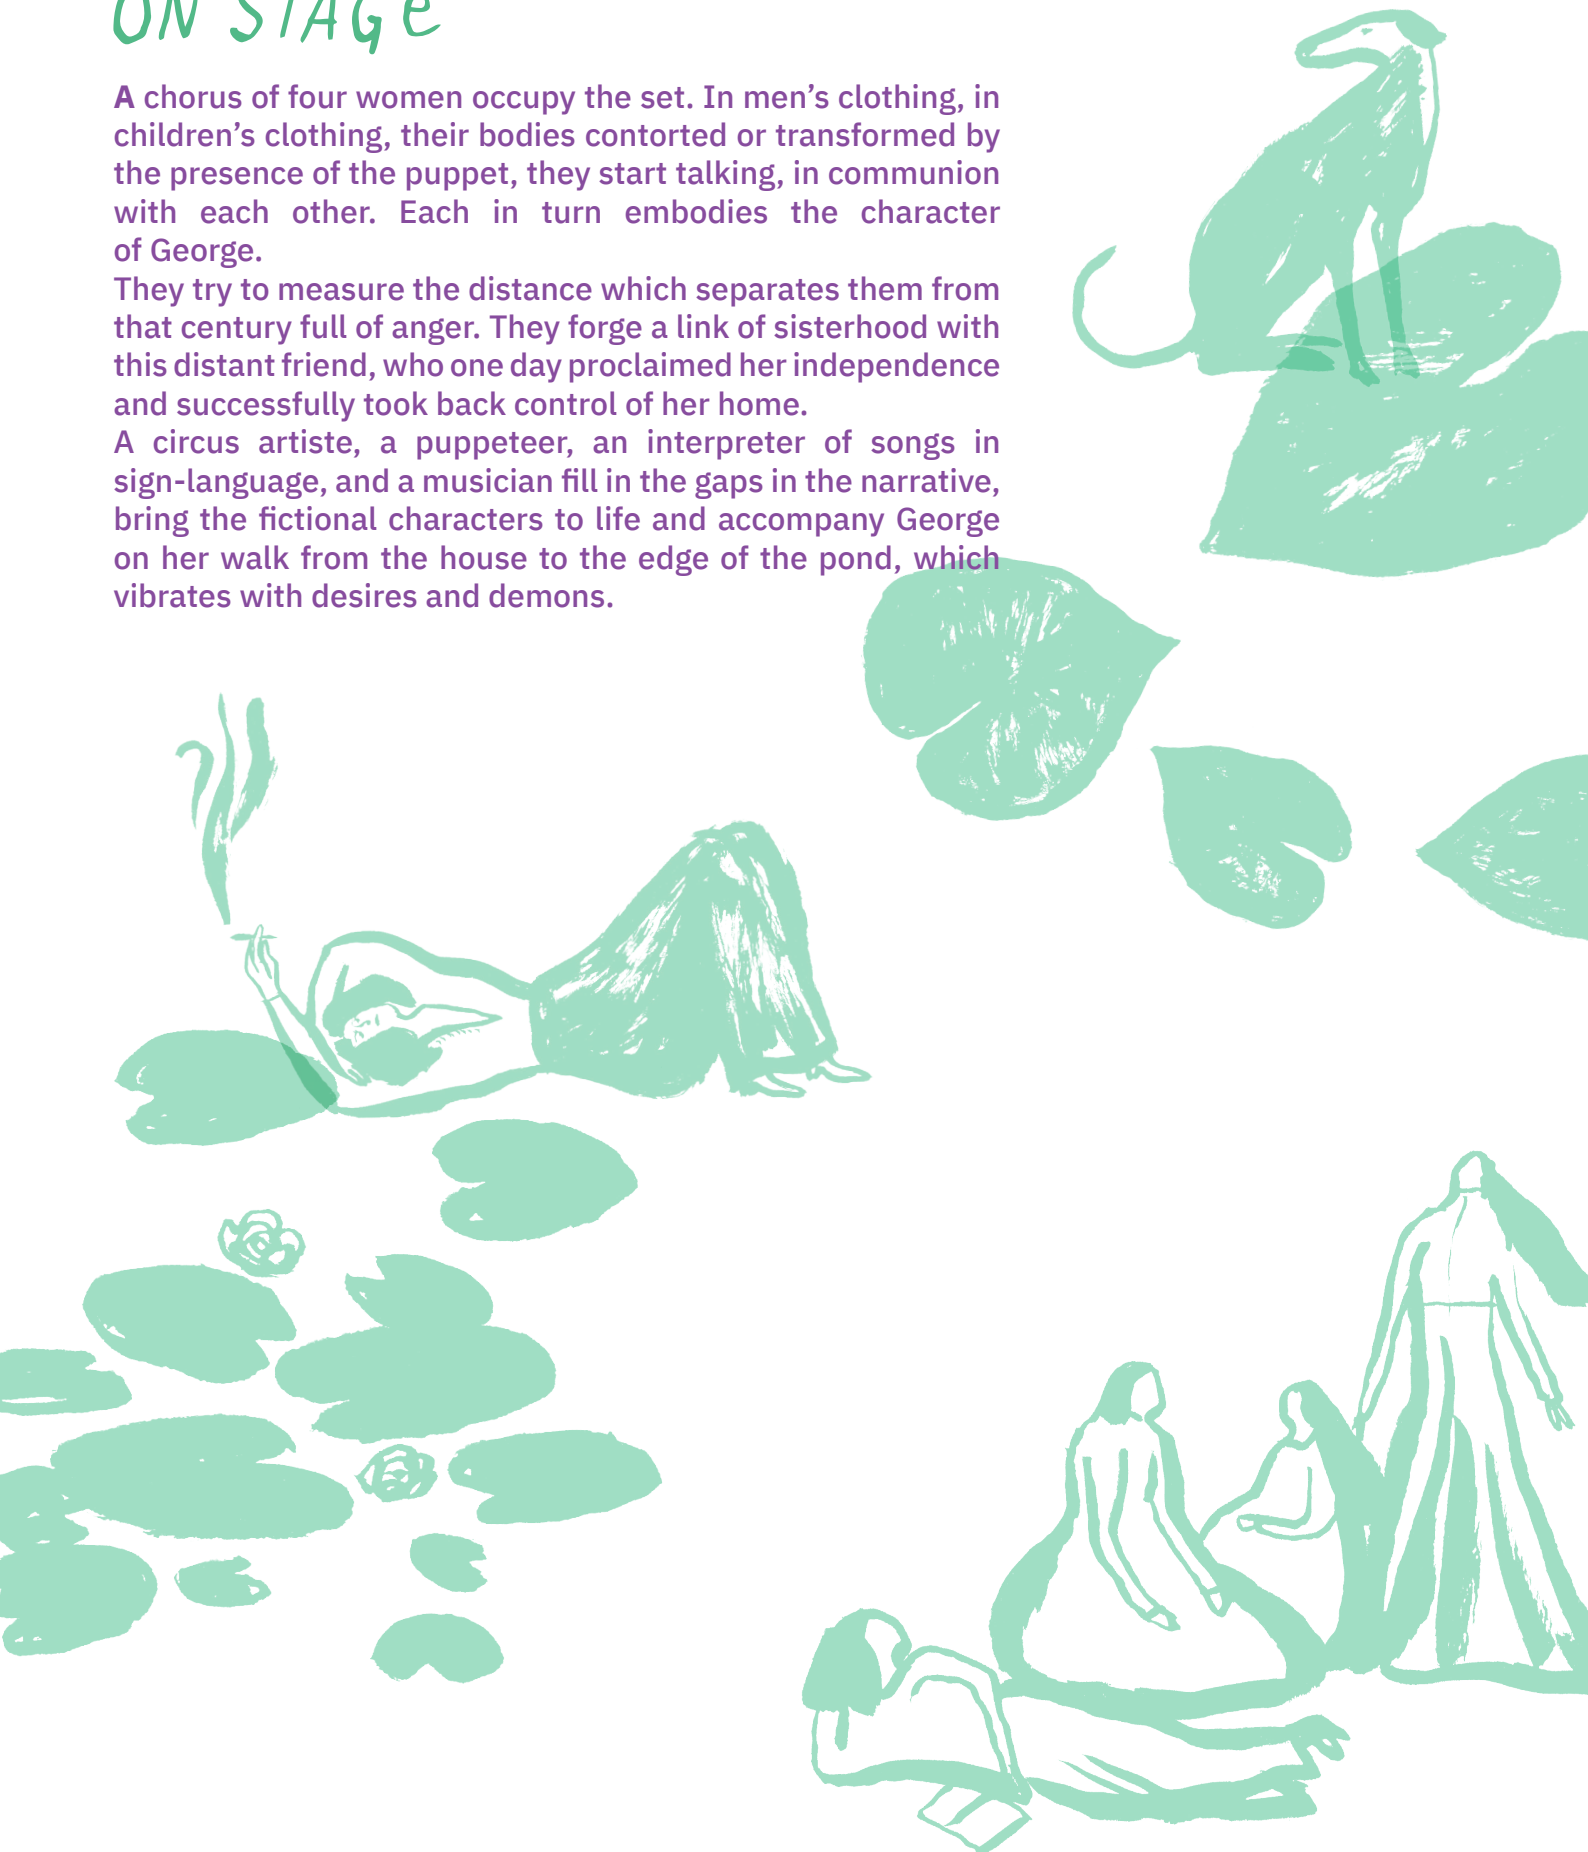 ON STAGE
A chorus of four women occupy the set. In men’s clothing, in
children’s clothing, their bodies contorted or transformed by
the presence of the puppet, they start talking, in communion
with each other. Each in turn embodies the character
of George.
They try to measure the distance which separates them from
that century full of anger. They forge a link of sisterhood with
this distant friend, who one day proclaimed her independence
and successfully took back control of her home.
A circus artiste, a puppeteer, an interpreter of songs in
sign-language, and a musician fill in the gaps in the narrative,
bring the fictional characters to life and accompany George
on her walk from the house to the edge of the pond, which
vibrates with desires and demons.